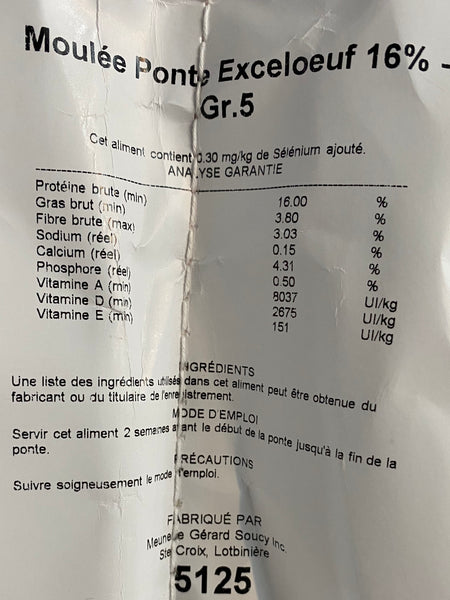 Moulée Ponte Exceloeuf 16% -
Gr.5
Cet aliment contient 0.30 mg/kg de Sélénium ajouté.
ANALYSE GARANTIE
Protéine brute (min) 16.00 %
Gras brut (min) 3.80 %
Fibre brute (max) 3.03 %
Sodium (réel) 0.15 %
Calcium (réel) 4.31 %
Phosphore (réel) 0.50 %
Vitamine A (min) 8037 UI/kg
Vitamine D (min) 2675 UI/kg
Vitamine E (min) 151 UI/kg
INGRÉDIENTS
Une liste des ingrédients utilisés dans cet aliment peut être obtenue du
fabricant ou du titulaire de l'enregistrement.
MODE D'EMPLOI
Servir cet aliment 2 semaines avant le début de la ponte jusqu'à la fin de la
ponte.
PRÉCAUTIONS
Suivre soigneusement le mode d'emploi.
FABRIQUÉ PAR
Meunerie Gérard Soucy Inc.
Ste Croix, Lotbinière
5125